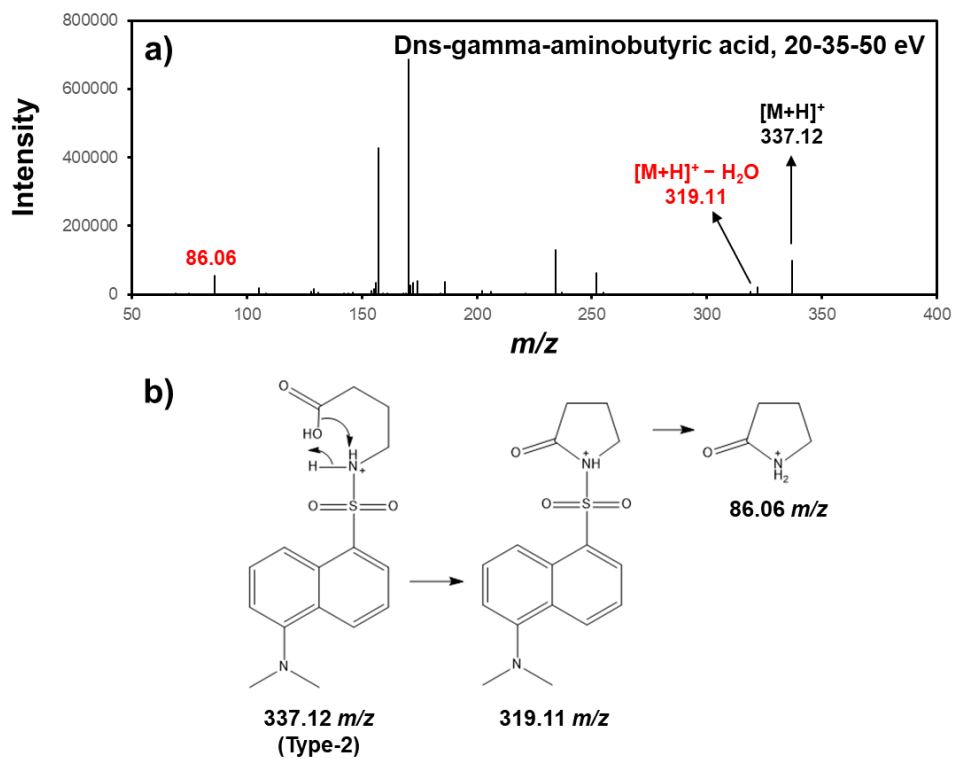 a)
Dns-gamma-aminobutyric acid, 20-35-50 eV
Intensity
800000
600000
400000
200000
0
[M+H]⁺
337.12
[M+H]⁺ − H₂O
319.11
86.06
50
100
150
200
250
300
350
400
m/z
b)
O
HO
H
H
N
+
O
S
O
N
337.12 m/z
(Type-2)
O
+
NH
O
S
O
N
319.11 m/z
O
+
N
H₂
86.06 m/z